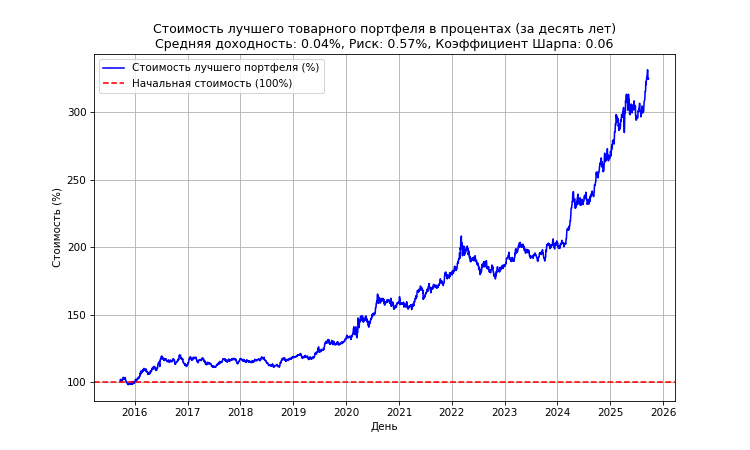 Стоимость лучшего товарного портфеля в процентах (за десять лет)
Средняя доходность: 0.04%, Риск: 0.57%, Коэффициент Шарпа: 0.06
Стоимость лучшего портфеля (%)
Начальная стоимость (100%)
Стоимость (%)
300
250
200
150
100
2016 2017 2018 2019 2020 2021 2022 2023 2024 2025 2026
День